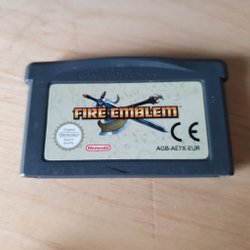 FIRE EMBLEM
Nintendo
CE
AGB-AE7X-EUR